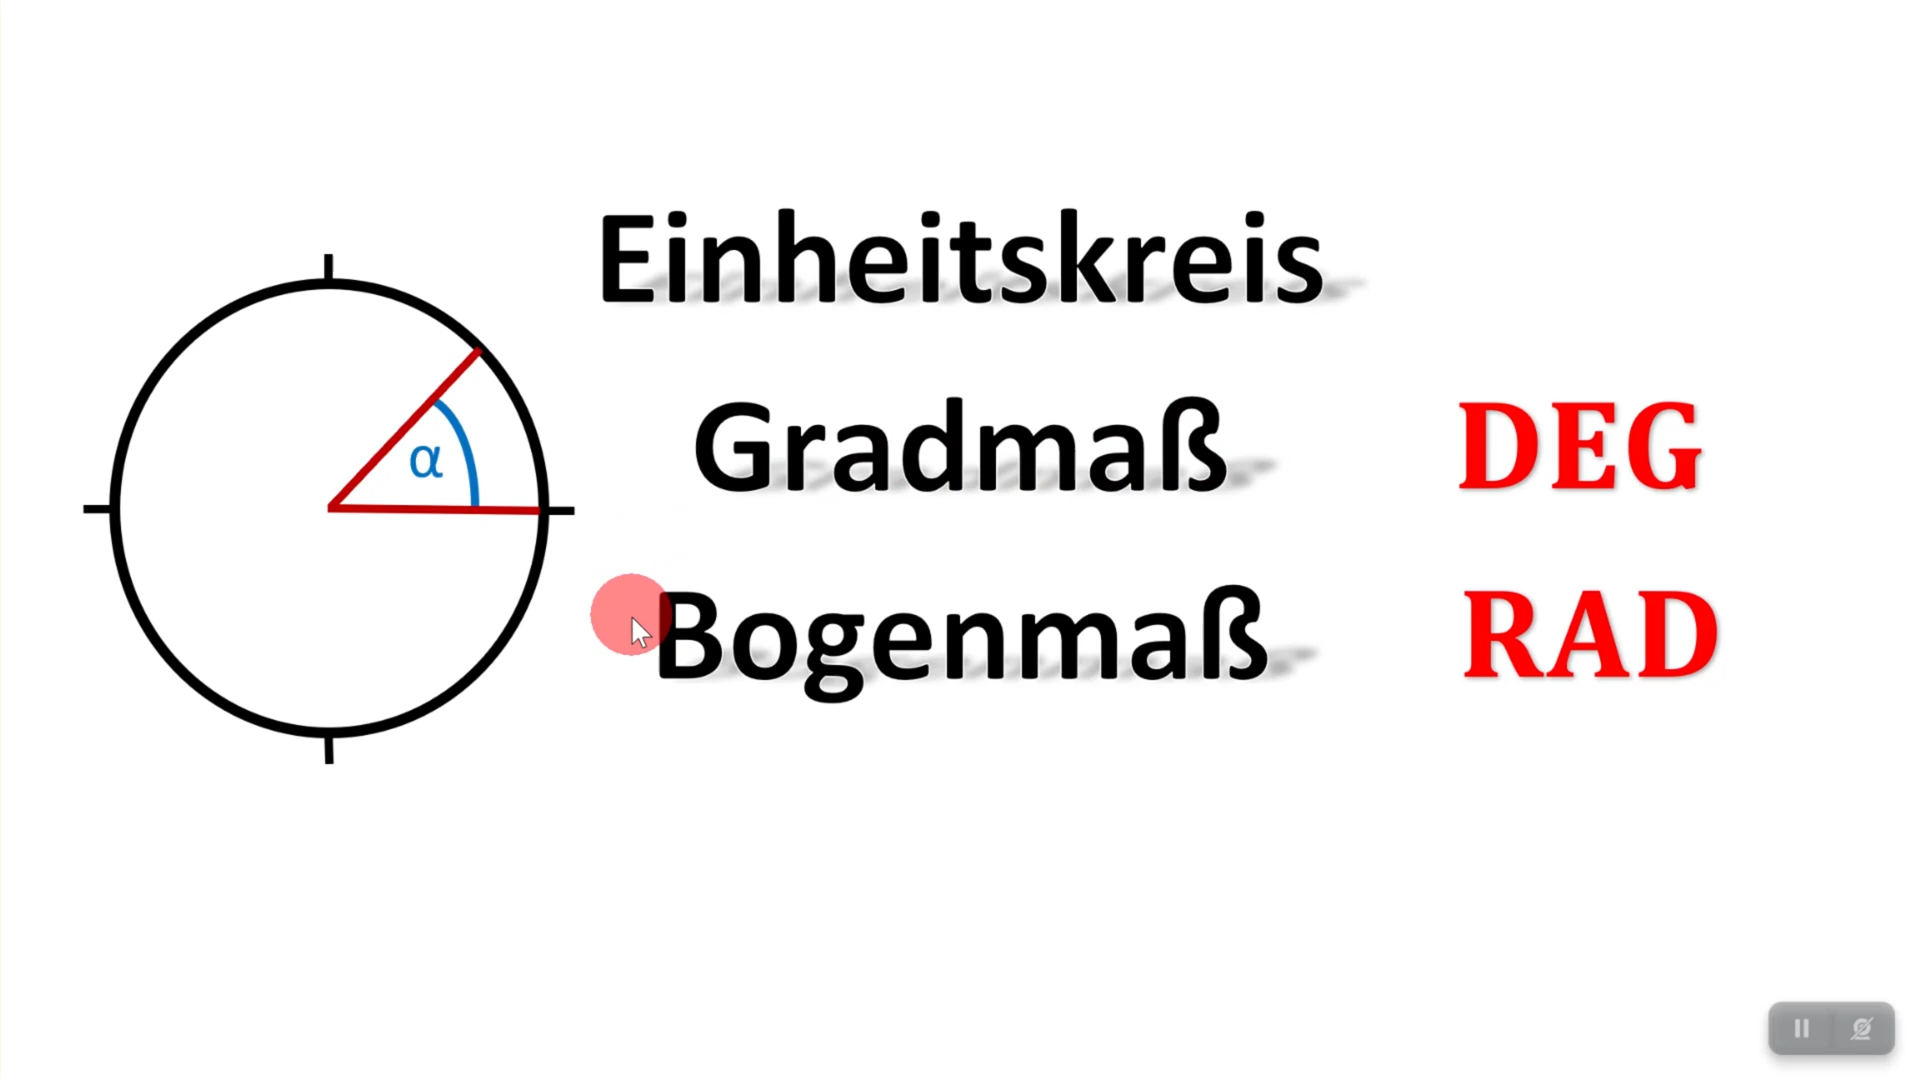 Einheitskreis
α
Gradmaß DEG
Bogenmaß RAD